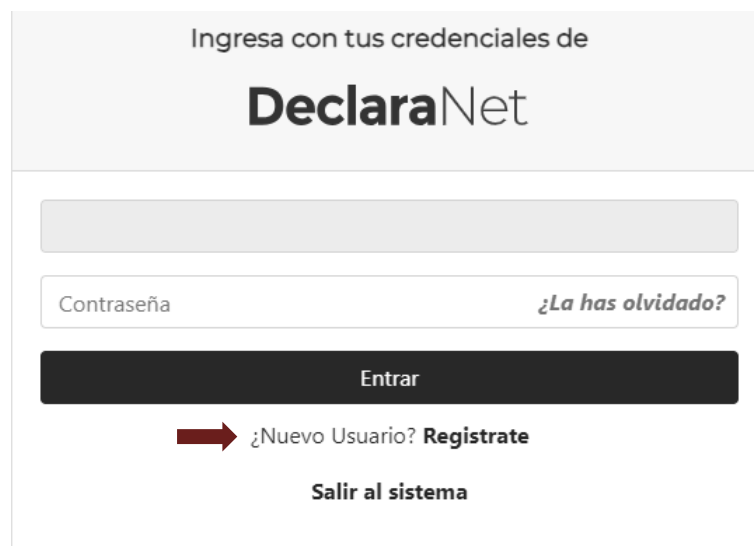 Ingresa con tus credenciales de
DeclaraNet
Contraseña ¿La has olvidado?
Entrar
¿Nuevo Usuario? Registrate
Salir al sistema